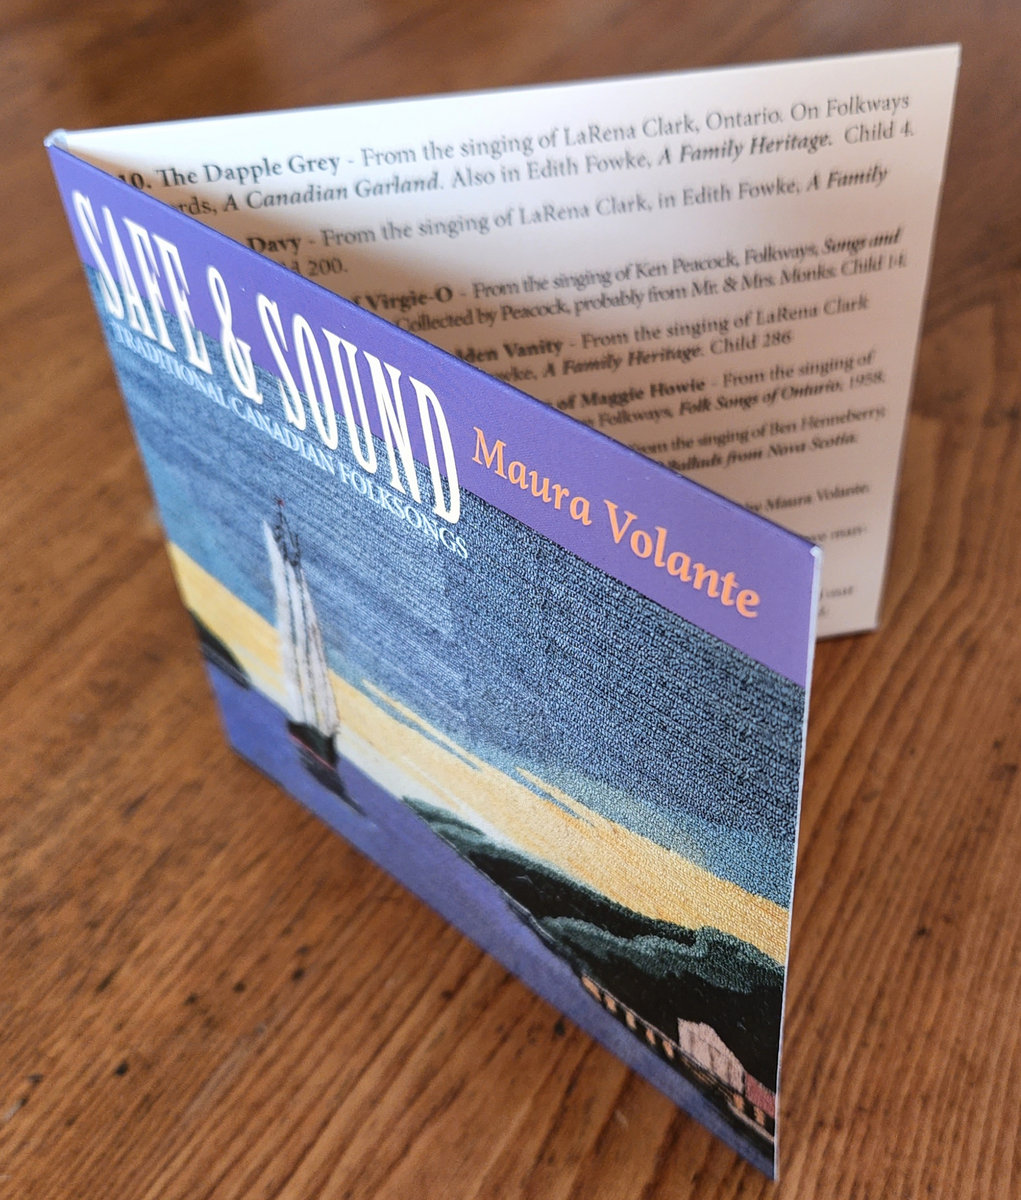 SAFE & SOUND
TRADITIONAL CANADIAN FOLKSONGS
Maura Volante
10. The Dapple Grey - From the singing of LaRena Clark, Ontario. On Folkways
rds, A Canadian Garland. Also in Edith Fowke, A Family Heritage. Child 4.
Davy - From the singing of LaRena Clark, in Edith Fowke, A Family
200.
Virgie-O - From the singing of Ken Peacock, Folkways, Songs and
Collected by Peacock, probably from Mr. & Mrs. Monks. Child 14.
lden Vanity - From the singing of LaRena Clark
wke, A Family Heritage. Child 286
of Maggie Howie - From the singing of
Folkways, Folk Songs of Ontario, 1958.
from the singing of Ben Henneberry,
Ballads from Nova Scotia.
by Maura Volante.